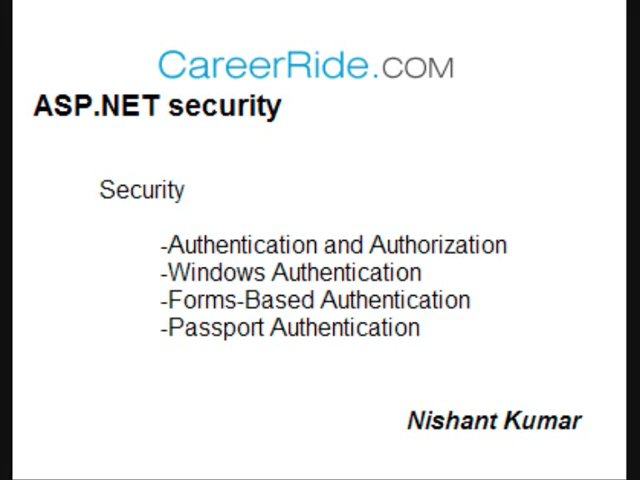 CareerRide.COM
ASP.NET security
Security
-Authentication and Authorization
-Windows Authentication
-Forms-Based Authentication
-Passport Authentication
Nishant Kumar